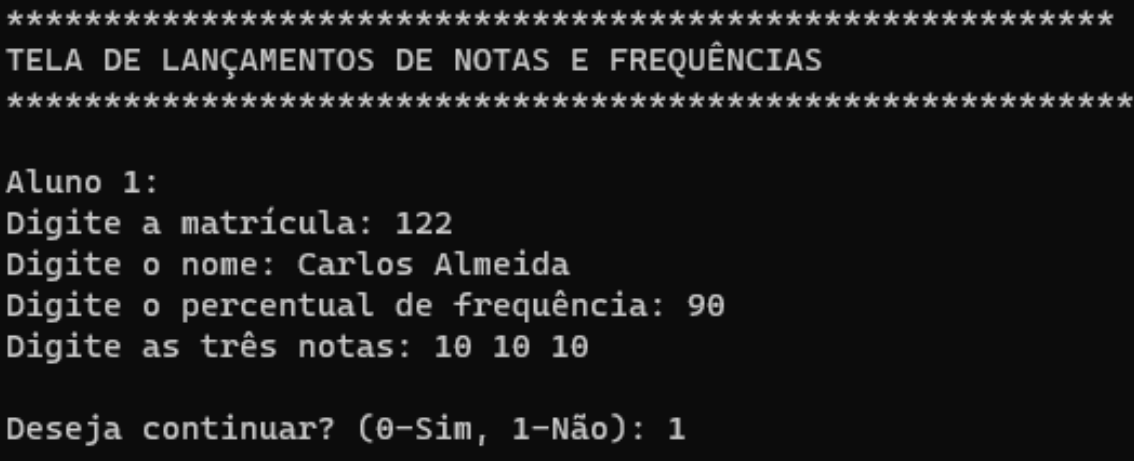 *********************************************************
TELA DE LANÇAMENTOS DE NOTAS E FREQUÊNCIAS
**********************************************************
Aluno 1:
Digite a matrícula: 122
Digite o nome: Carlos Almeida
Digite o percentual de frequência: 90
Digite as três notas: 10 10 10
Deseja continuar? (0-Sim, 1-Não): 1